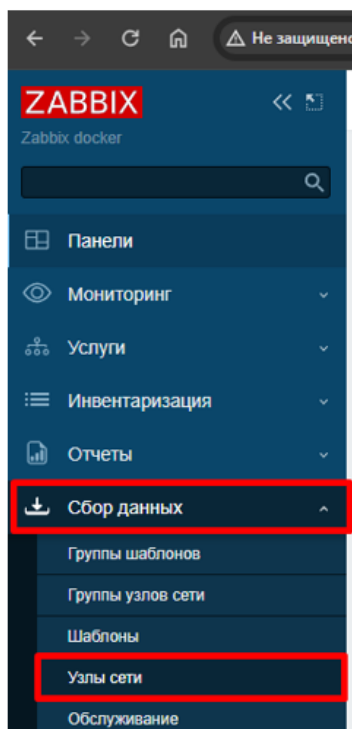 Не защищено
ZABBIX
Zabbix docker
Панели
Мониторинг
Услуги
Инвентаризация
Отчеты
Сбор данных
Группы шаблонов
Группы узлов сети
Шаблоны
Узлы сети
Обслуживание